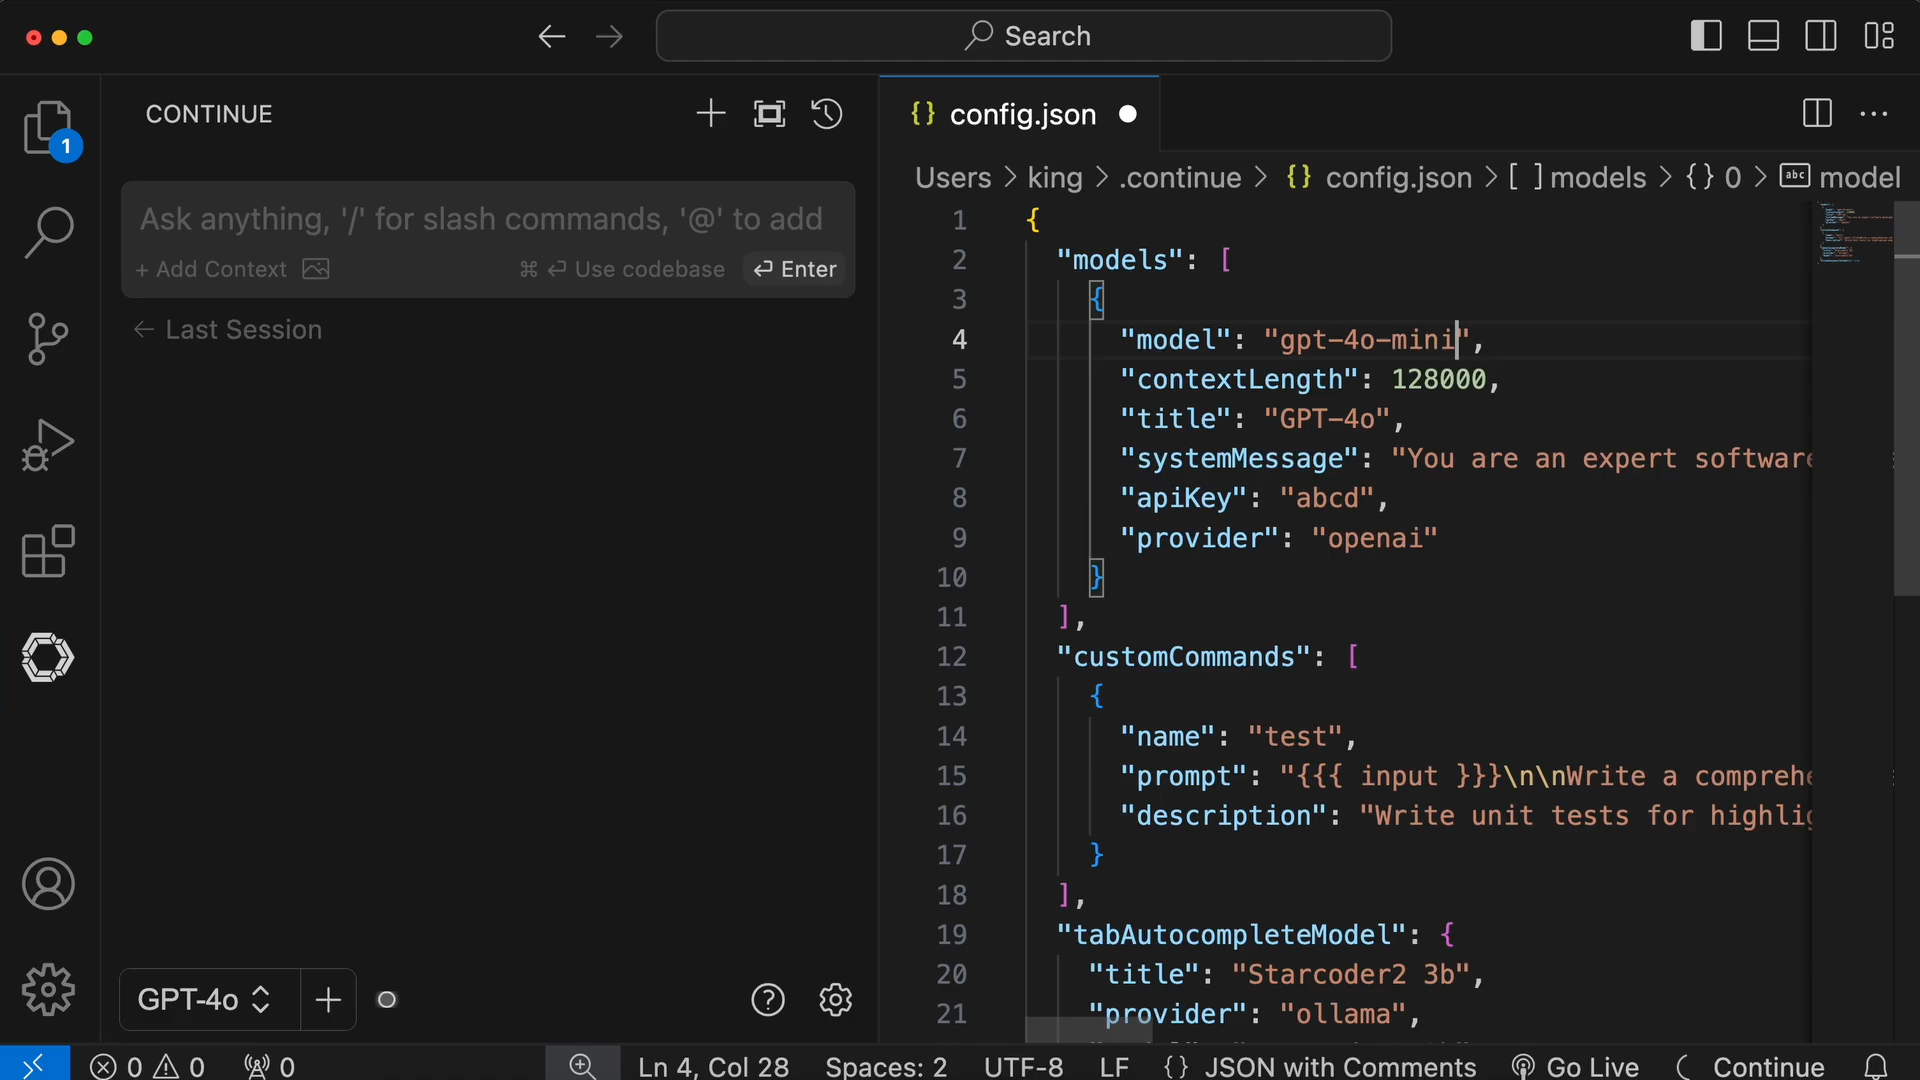 Search
CONTINUE
1
Ask anything, '/' for slash commands, '@' to add
+ Add Context
⌘ ⏎ Use codebase
⏎ Enter
← Last Session
GPT-4o
{} config.json
Users > king > .continue > {} config.json > [ ] models > {} 0 > abc model
1 {
2 "models": [
3 {
4 "model": "gpt-4o-mini",
5 "contextLength": 128000,
6 "title": "GPT-4o",
7 "systemMessage": "You are an expert software
8 "apiKey": "abcd",
9 "provider": "openai"
10 }
11 ],
12 "customCommands": [
13 {
14 "name": "test",
15 "prompt": "{{{ input }}}\n\nWrite a comprehe
16 "description": "Write unit tests for highlig
17 }
18 ],
19 "tabAutocompleteModel": {
20 "title": "Starcoder2 3b",
21 "provider": "ollama",
0 0 0 Ln 4, Col 28 Spaces: 2 UTF-8 LF {} JSON with Comments Go Live Continue